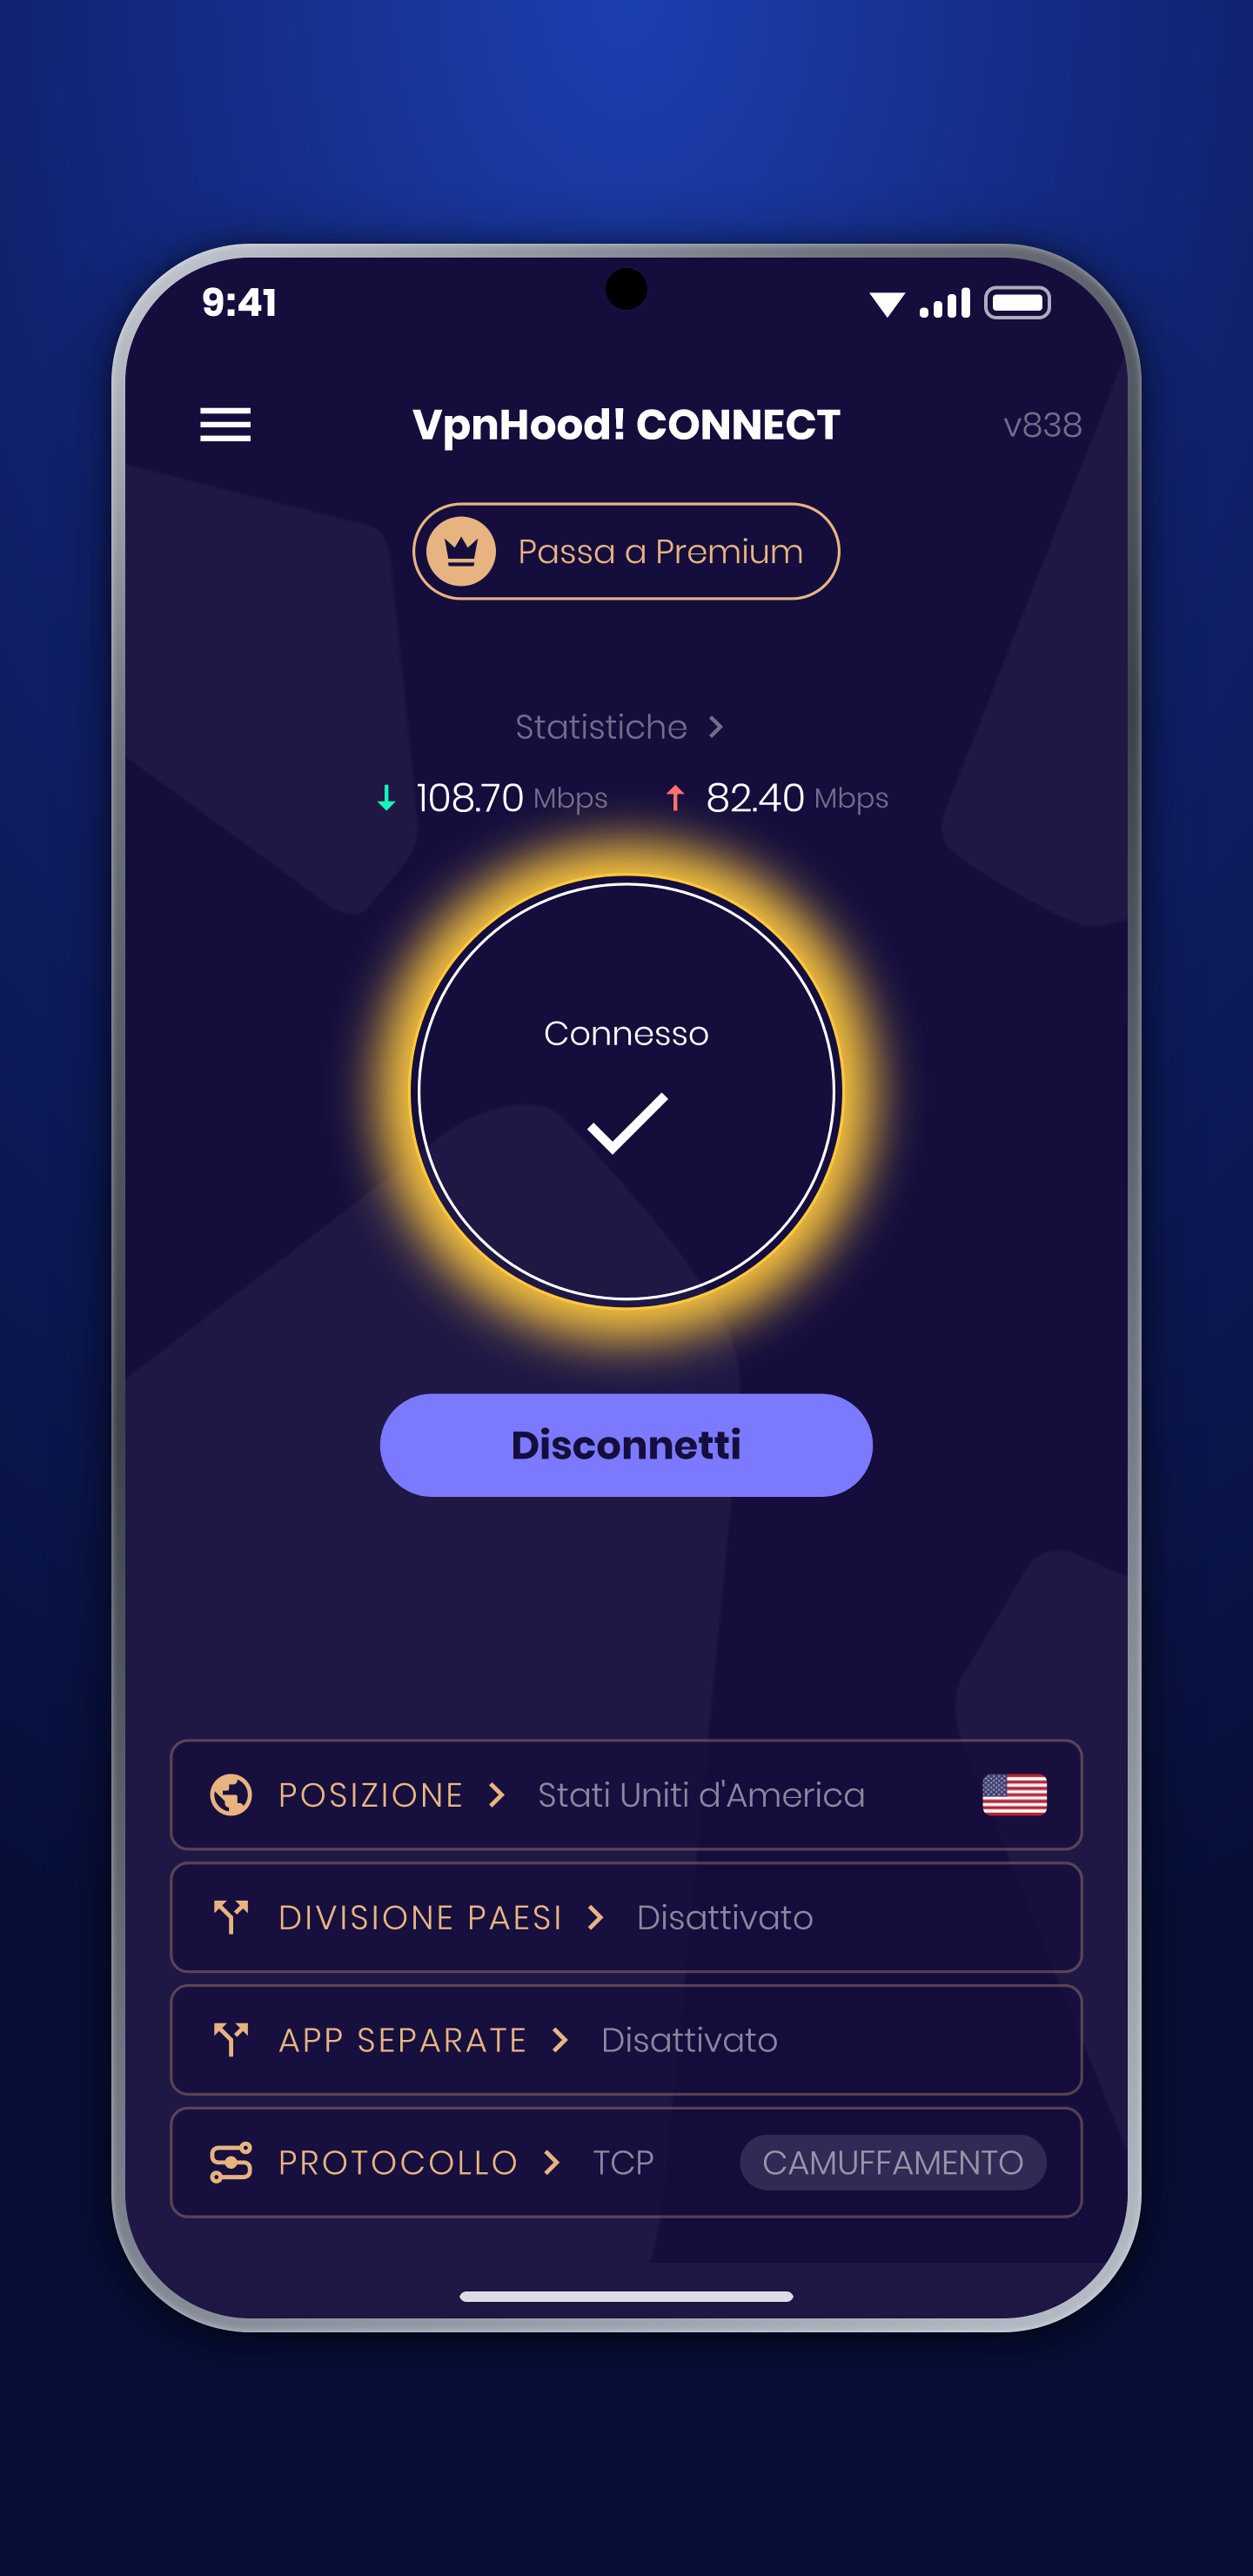 9:41
VpnHood! CONNECT v838
Passa a Premium
Statistiche
108.70 Mbps 82.40 Mbps
Connesso
Disconnetti
POSIZIONE Stati Uniti d'America
DIVISIONE PAESI Disattivato
APP SEPARATE Disattivato
PROTOCOLLO TCP CAMUFFAMENTO